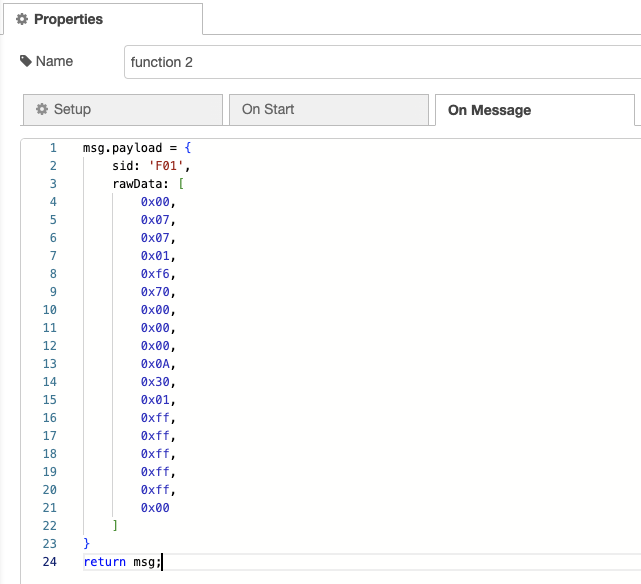 Properties
Name
function 2
Setup
On Start
On Message
1 msg.payload = {
2 sid: 'F01',
3 rawData: [
4 0x00,
5 0x07,
6 0x07,
7 0x01,
8 0xf6,
9 0x70,
10 0x00,
11 0x00,
12 0x00,
13 0x0A,
14 0x30,
15 0x01,
16 0xff,
17 0xff,
18 0xff,
19 0xff,
20 0xff,
21 0x00
22 ]
23 }
24 return msg;